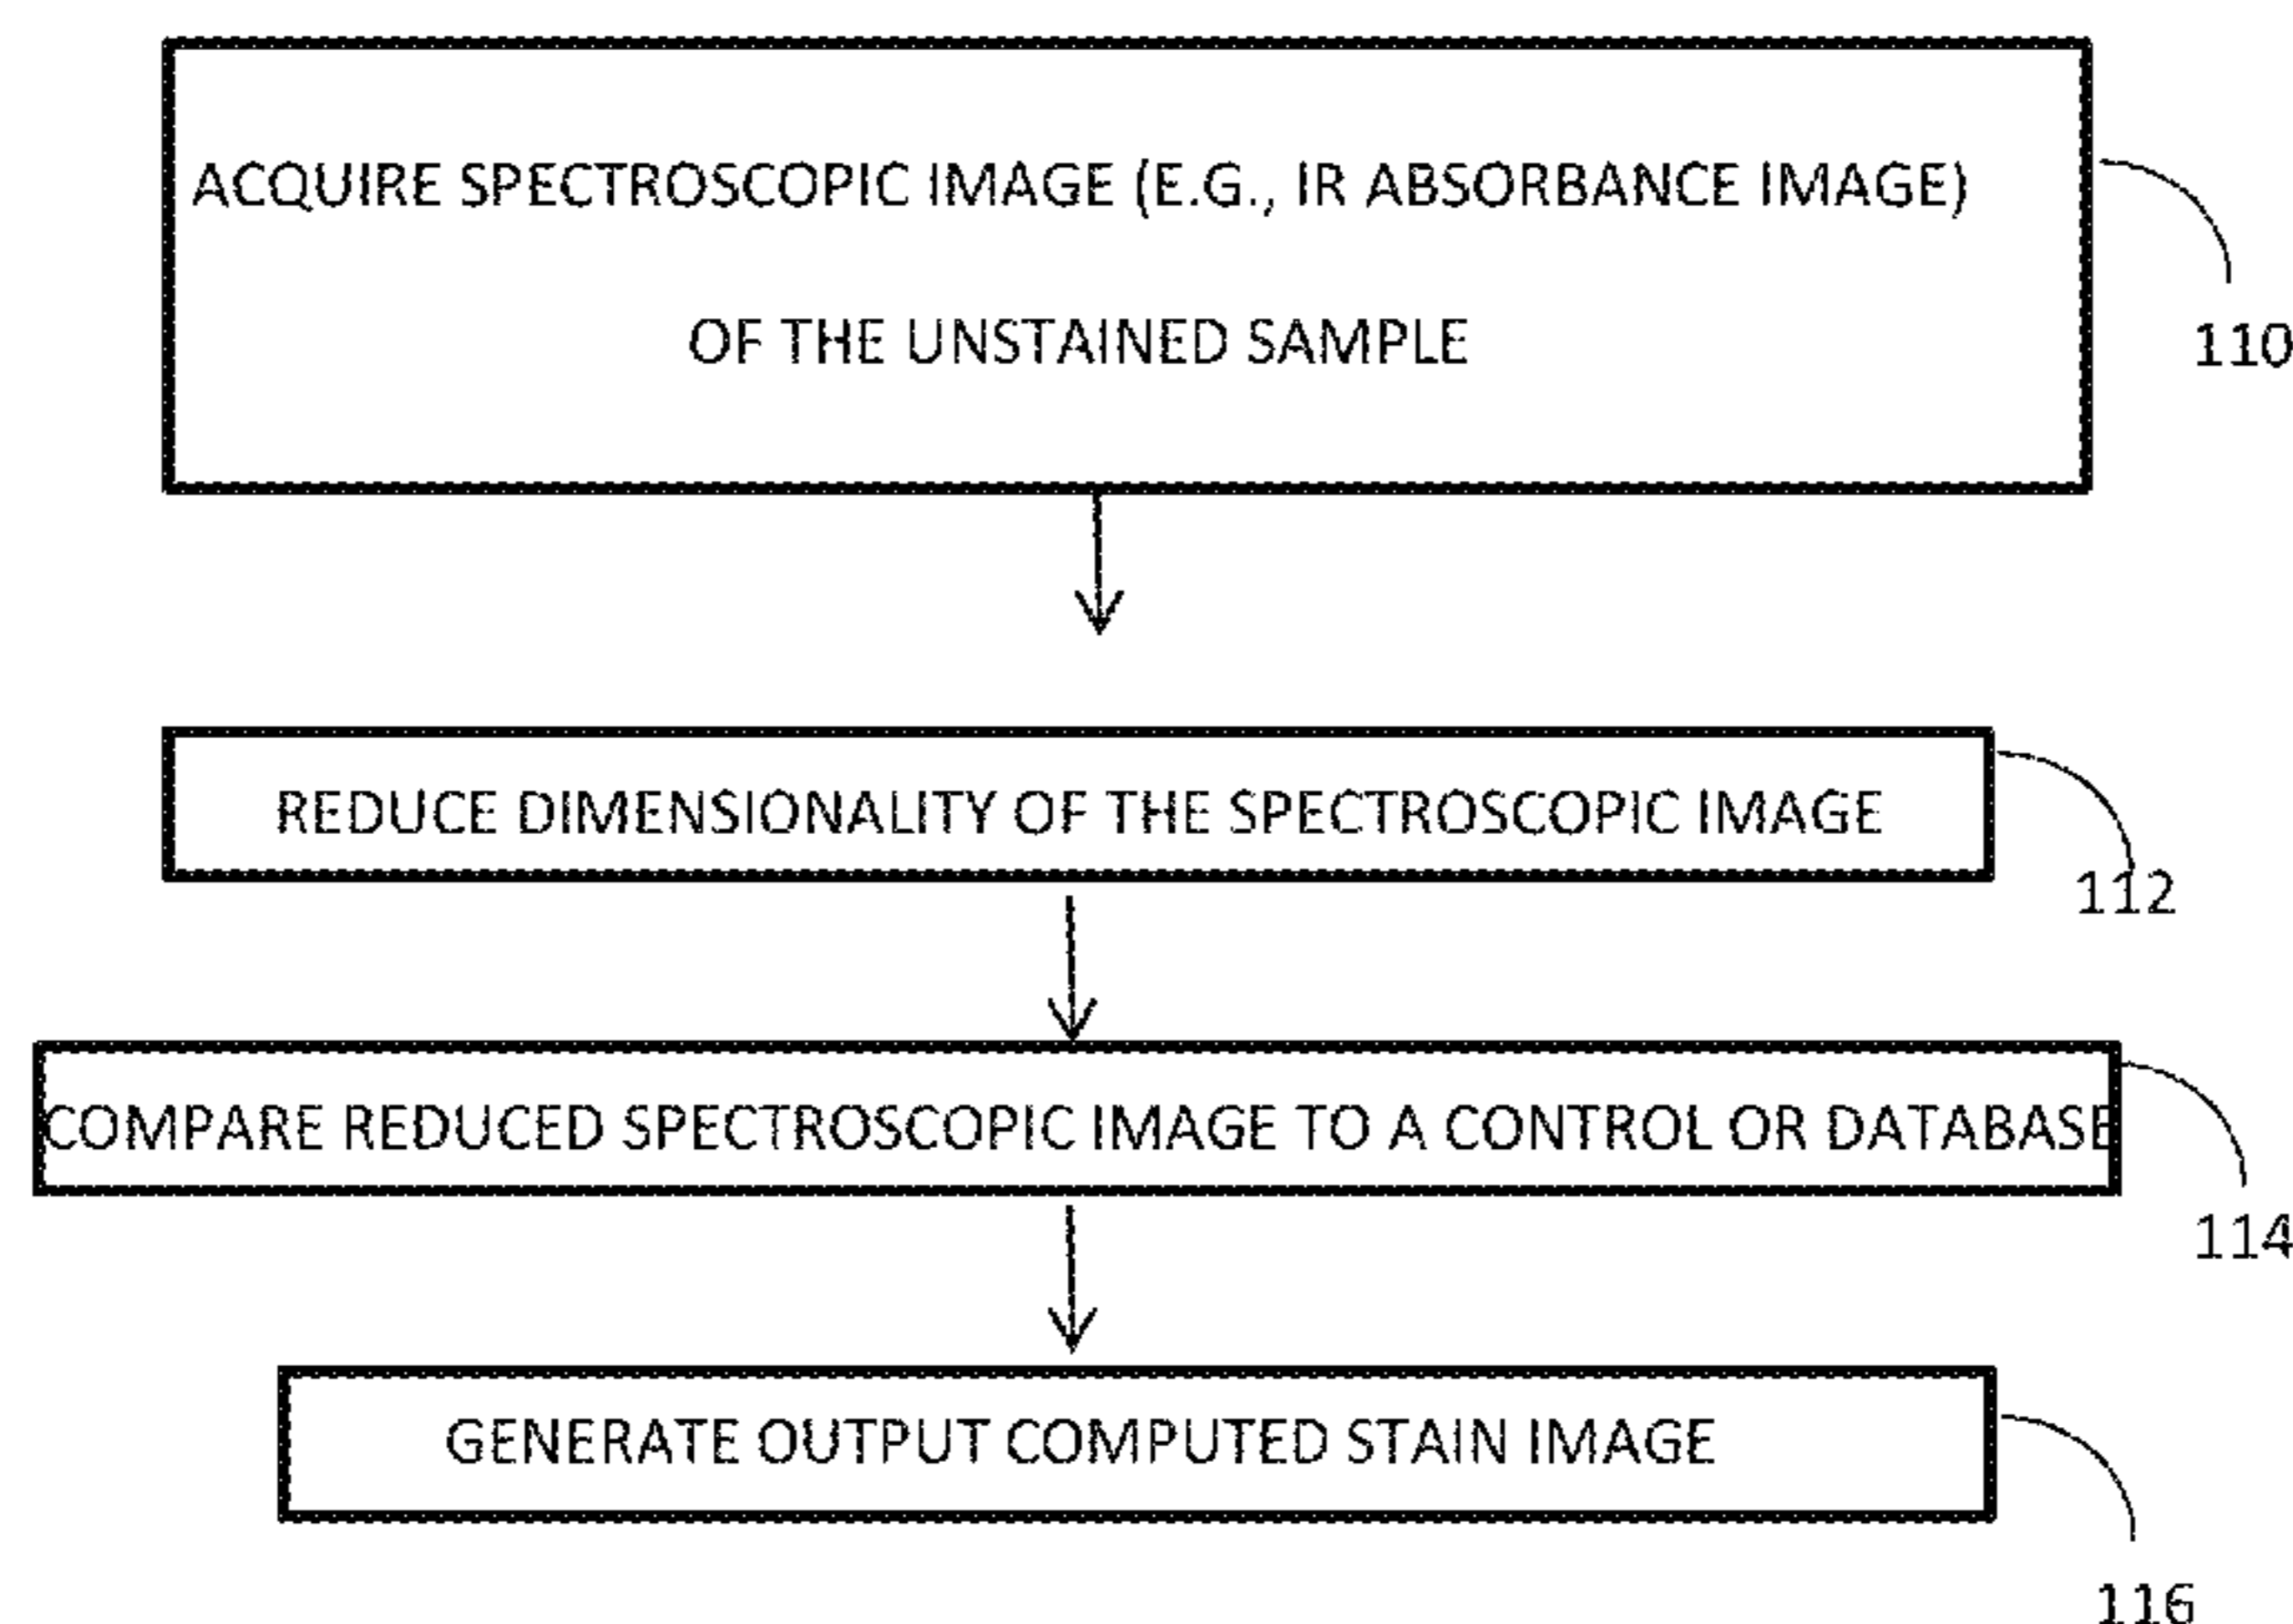 ACQUIRE SPECTROSCOPIC IMAGE (E.G., IR ABSORBANCE IMAGE)
OF THE UNSTAINED SAMPLE
110
REDUCE DIMENSIONALITY OF THE SPECTROSCOPIC IMAGE
112
COMPARE REDUCED SPECTROSCOPIC IMAGE TO A CONTROL OR DATABASE
114
GENERATE OUTPUT COMPUTED STAIN IMAGE
116